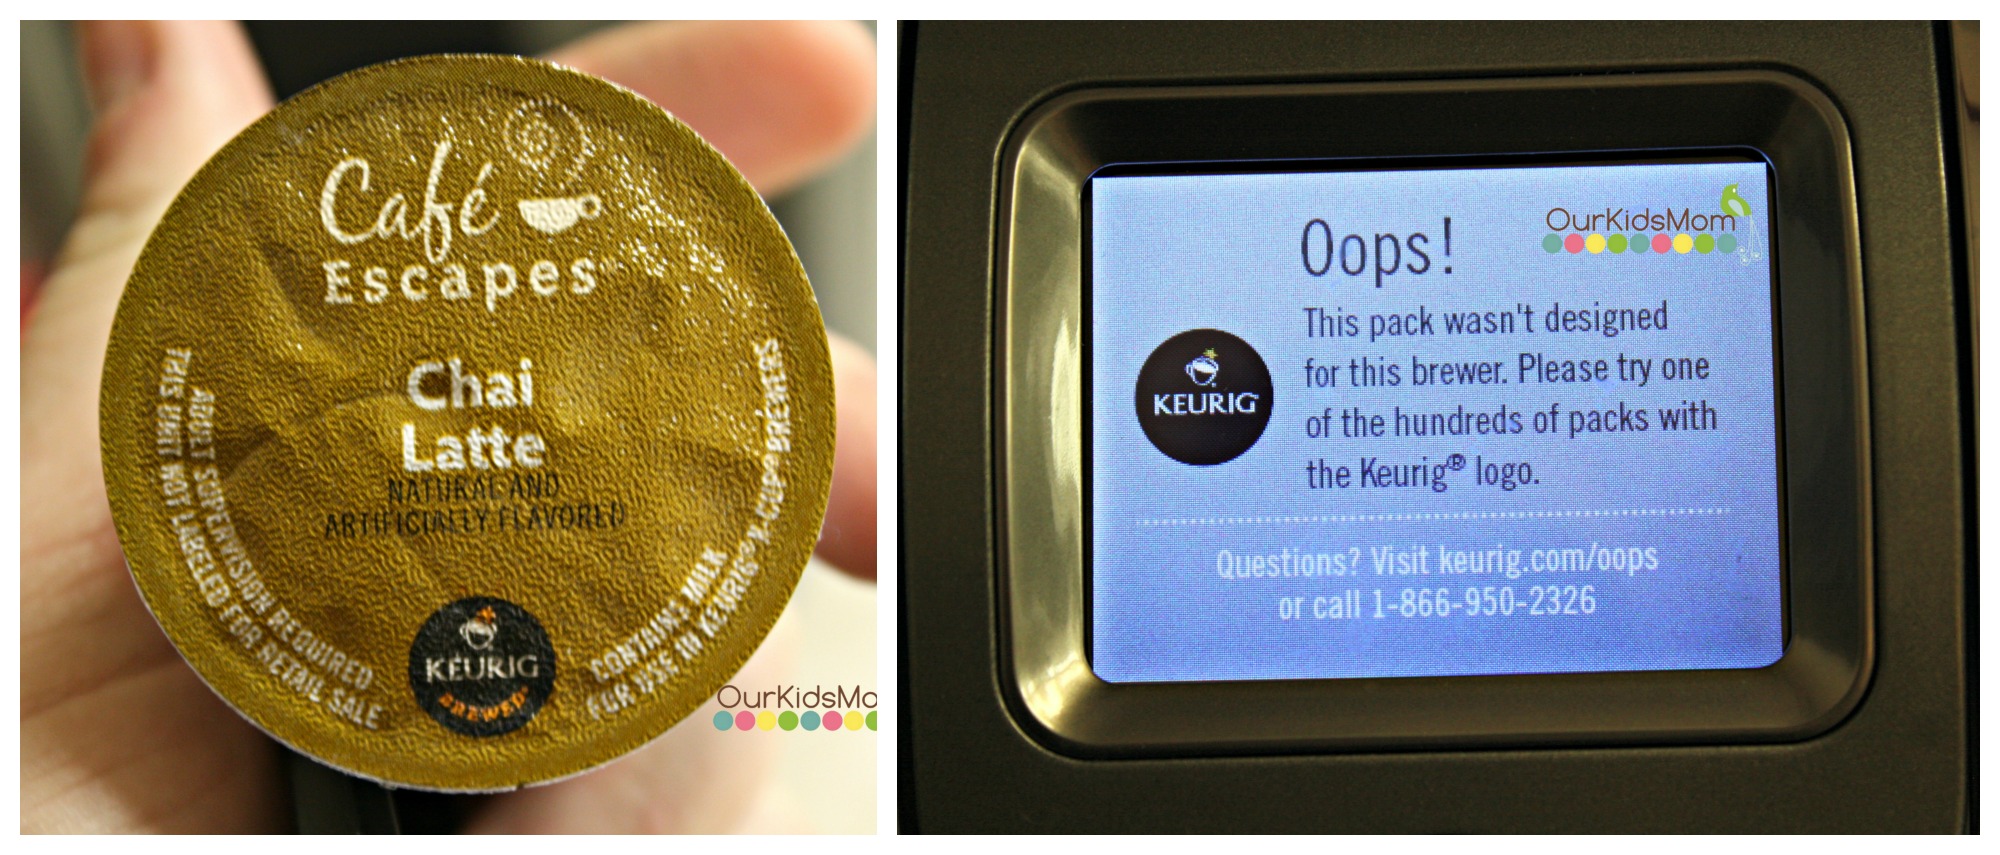 Café
Escapes
Chai
Latte
NATURAL AND
ARTIFICIALLY FLAVORED
ADULT SUPERVISION REQUIRED
THIS UNIT NOT LABELED FOR RETAIL SALE
KEURIG
BREWED
CONTAINS MILK
FOR USE IN KEURIG® K-CUP® BREWERS
OurKidsMo
Oops!
OurKidsMom
This pack wasn't designed
for this brewer. Please try one
of the hundreds of packs with
the Keurig® logo.
KEURIG
Questions? Visit keurig.com/oops
or call 1-866-950-2326